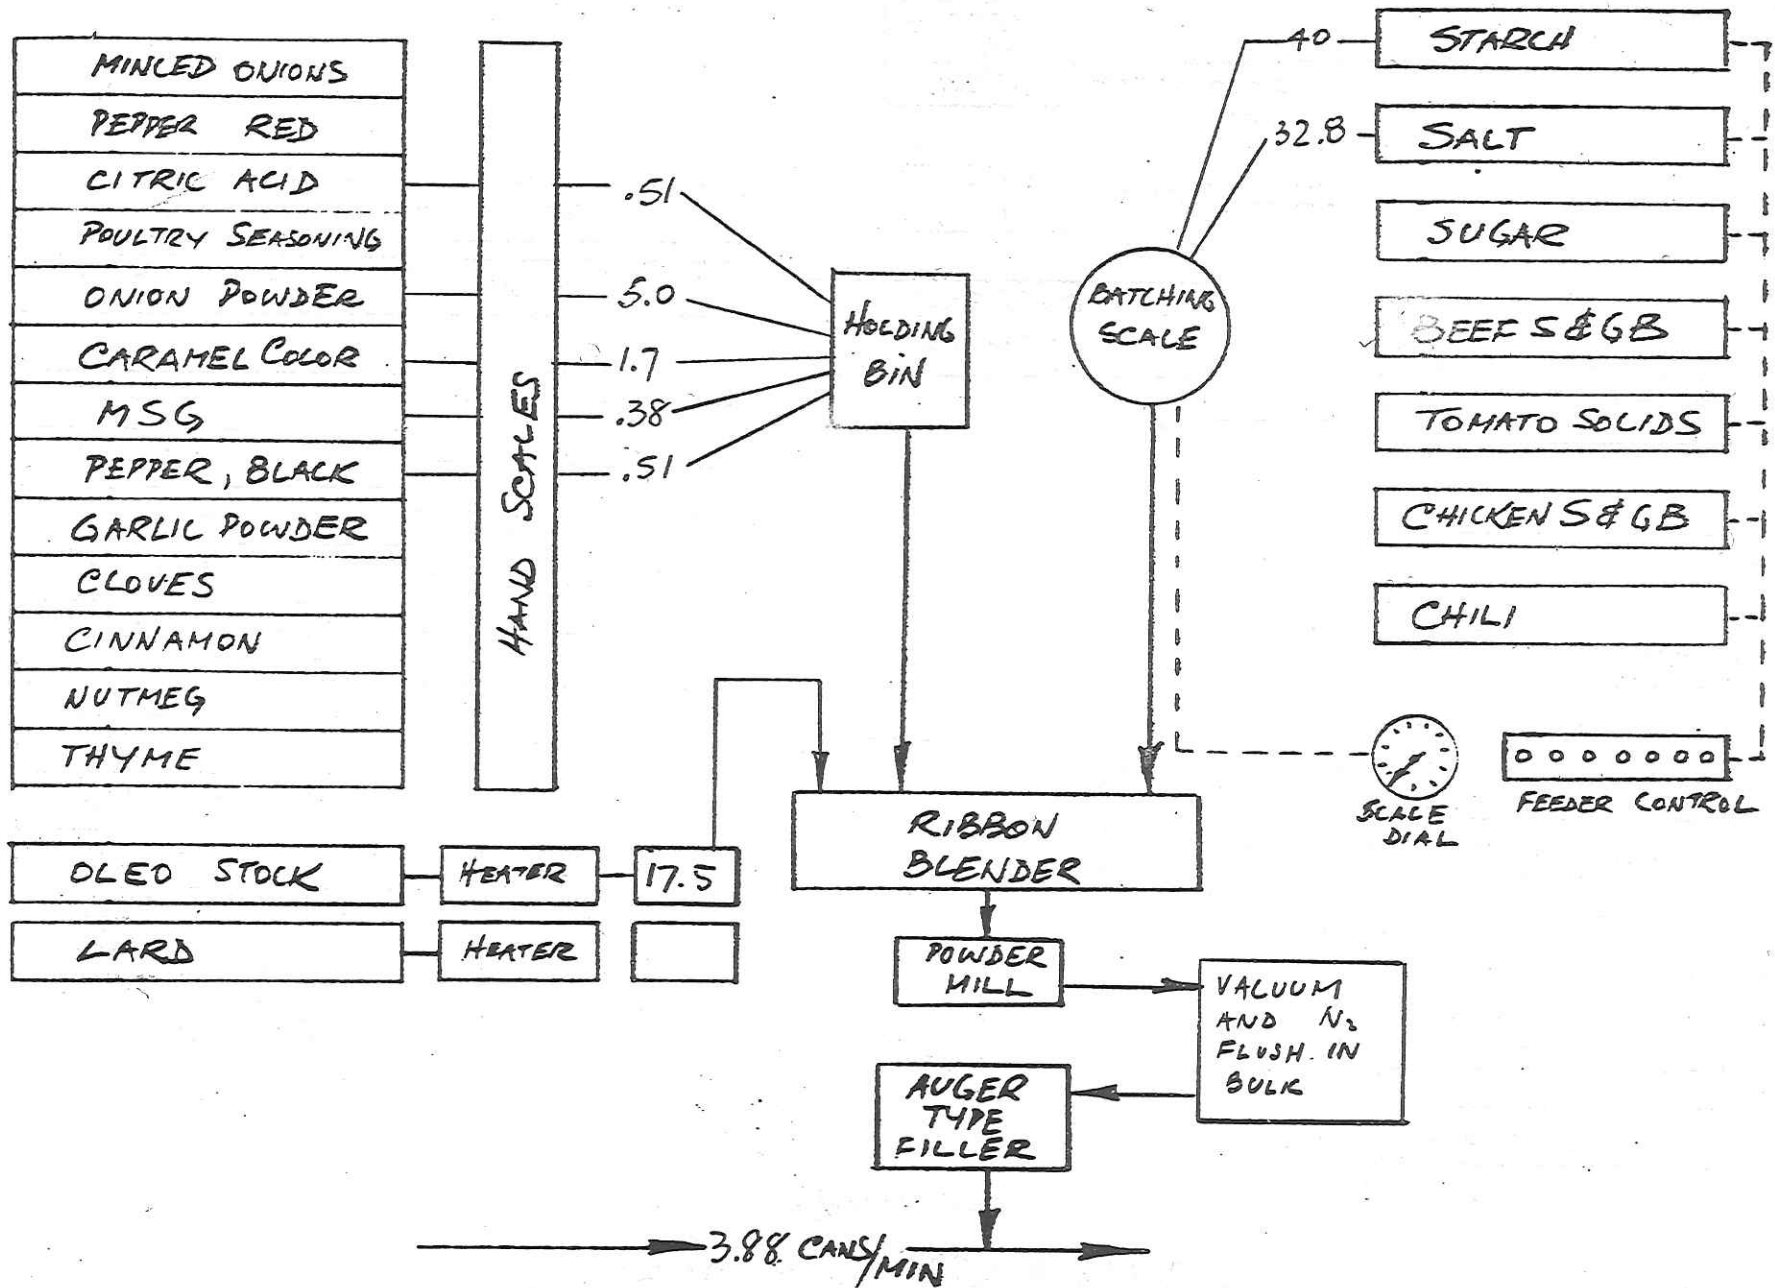 MINCED ONIONS
PEPPER RED
CITRIC ACID
POULTRY SEASONING
ONION POWDER
CARAMEL COLOR
MSG
PEPPER, BLACK
GARLIC POWDER
CLOVES
CINNAMON
NUTMEG
THYME
HAND SCALES
.51
5.0
1.7
.38
.51
HOLDING
BIN
BATCHING
SCALE
40
32.8
STARCH
SALT
SUGAR
BEEF S & GB
TOMATO SOLIDS
CHICKEN S & GB
CHILI
SCALE
DIAL
FEEDER CONTROL
OLEO STOCK
HEATER
17.5
LARD
HEATER
RIBBON
BLENDER
POWDER
MILL
VACUUM
AND N₂
FLUSH IN
BULK
AUGER
TYPE
FILLER
3.88 CANS/MIN